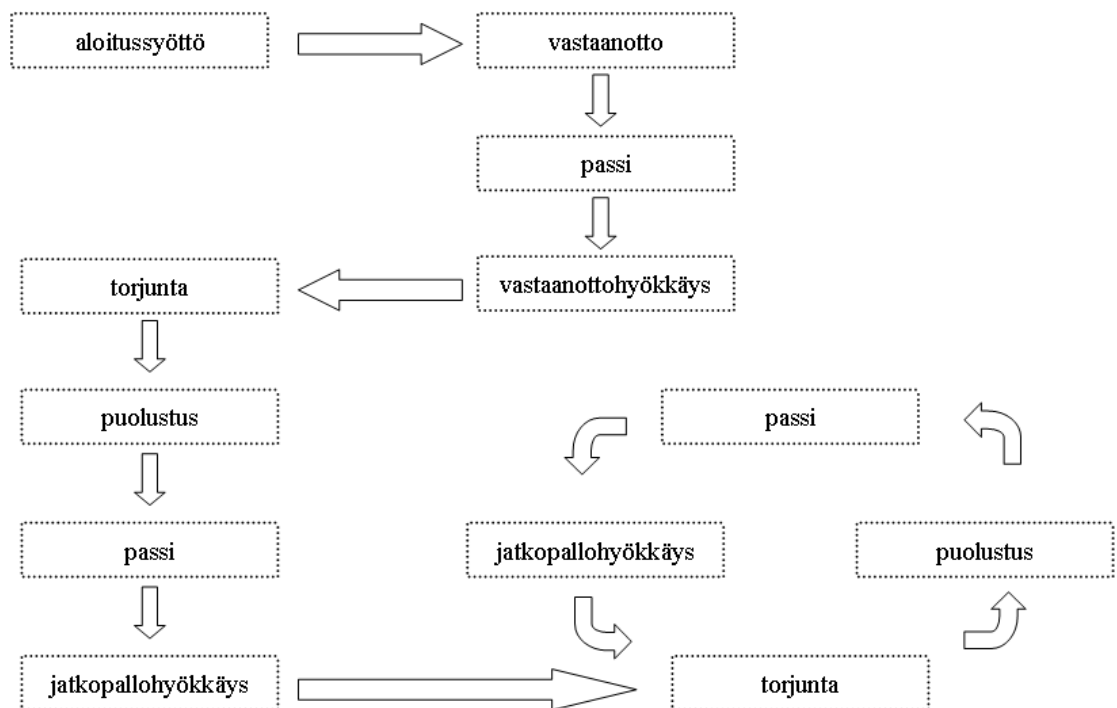 aloitussyöttö
vastaanotto
passi
vastaanottohyökkäys
torjunta
puolustus
passi
jatkopallohyökkäys
torjunta
puolustus
passi
jatkopallohyökkäys